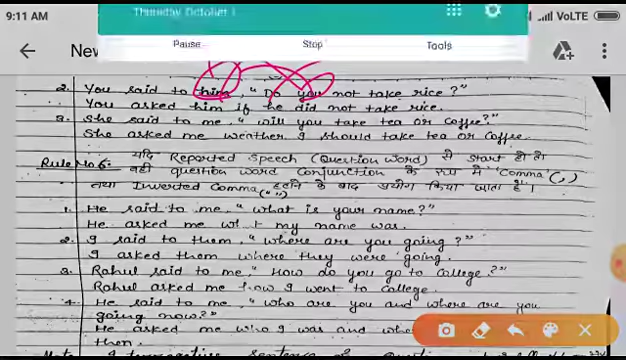 9:11 AM
VoLTE
Thursday October 1
Pause Stop Tools
New
2. You said to him, "Do you not take rice?"
You asked him if he did not take rice.
3. She said to me, "will you take tea or coffee?"
She asked me weather I should take tea or coffee.
Rule No 6:- यदि Reported Speech (Question Word) से start हो तो
वही question word Conjunction के रूप में 'Comma' (,)
तथा Inverted Comma (" ") हटाने के बाद प्रयोग किया जाता है।
1. He said to me, "What is your name?"
He asked me my name was.
2. I said to them, "where are you going?"
I asked them where they were going.
3. Rahul said to me, "How do you go to College?"
Rahul asked me how I went to college.
4. He said to me, "who are you and where are you
going now?"
He asked me who I was and
then.